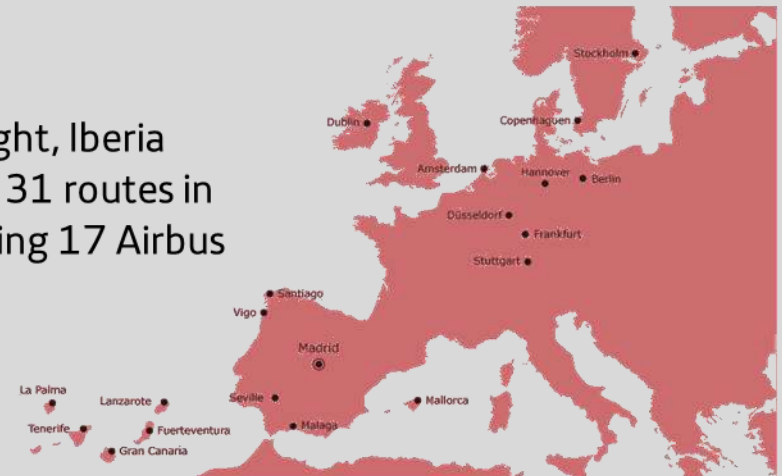 ght, Iberia
31 routes in
ing 17 Airbus
Stockholm
Dublin
Copenhaguen
Amsterdam
Hannover
Berlin
Düsseldorf
Frankfurt
Stuttgart
Santiago
Vigo
Madrid
La Palma
Lanzarote
Seville
Mallorca
Tenerife
Fuerteventura
Malaga
Gran Canaria